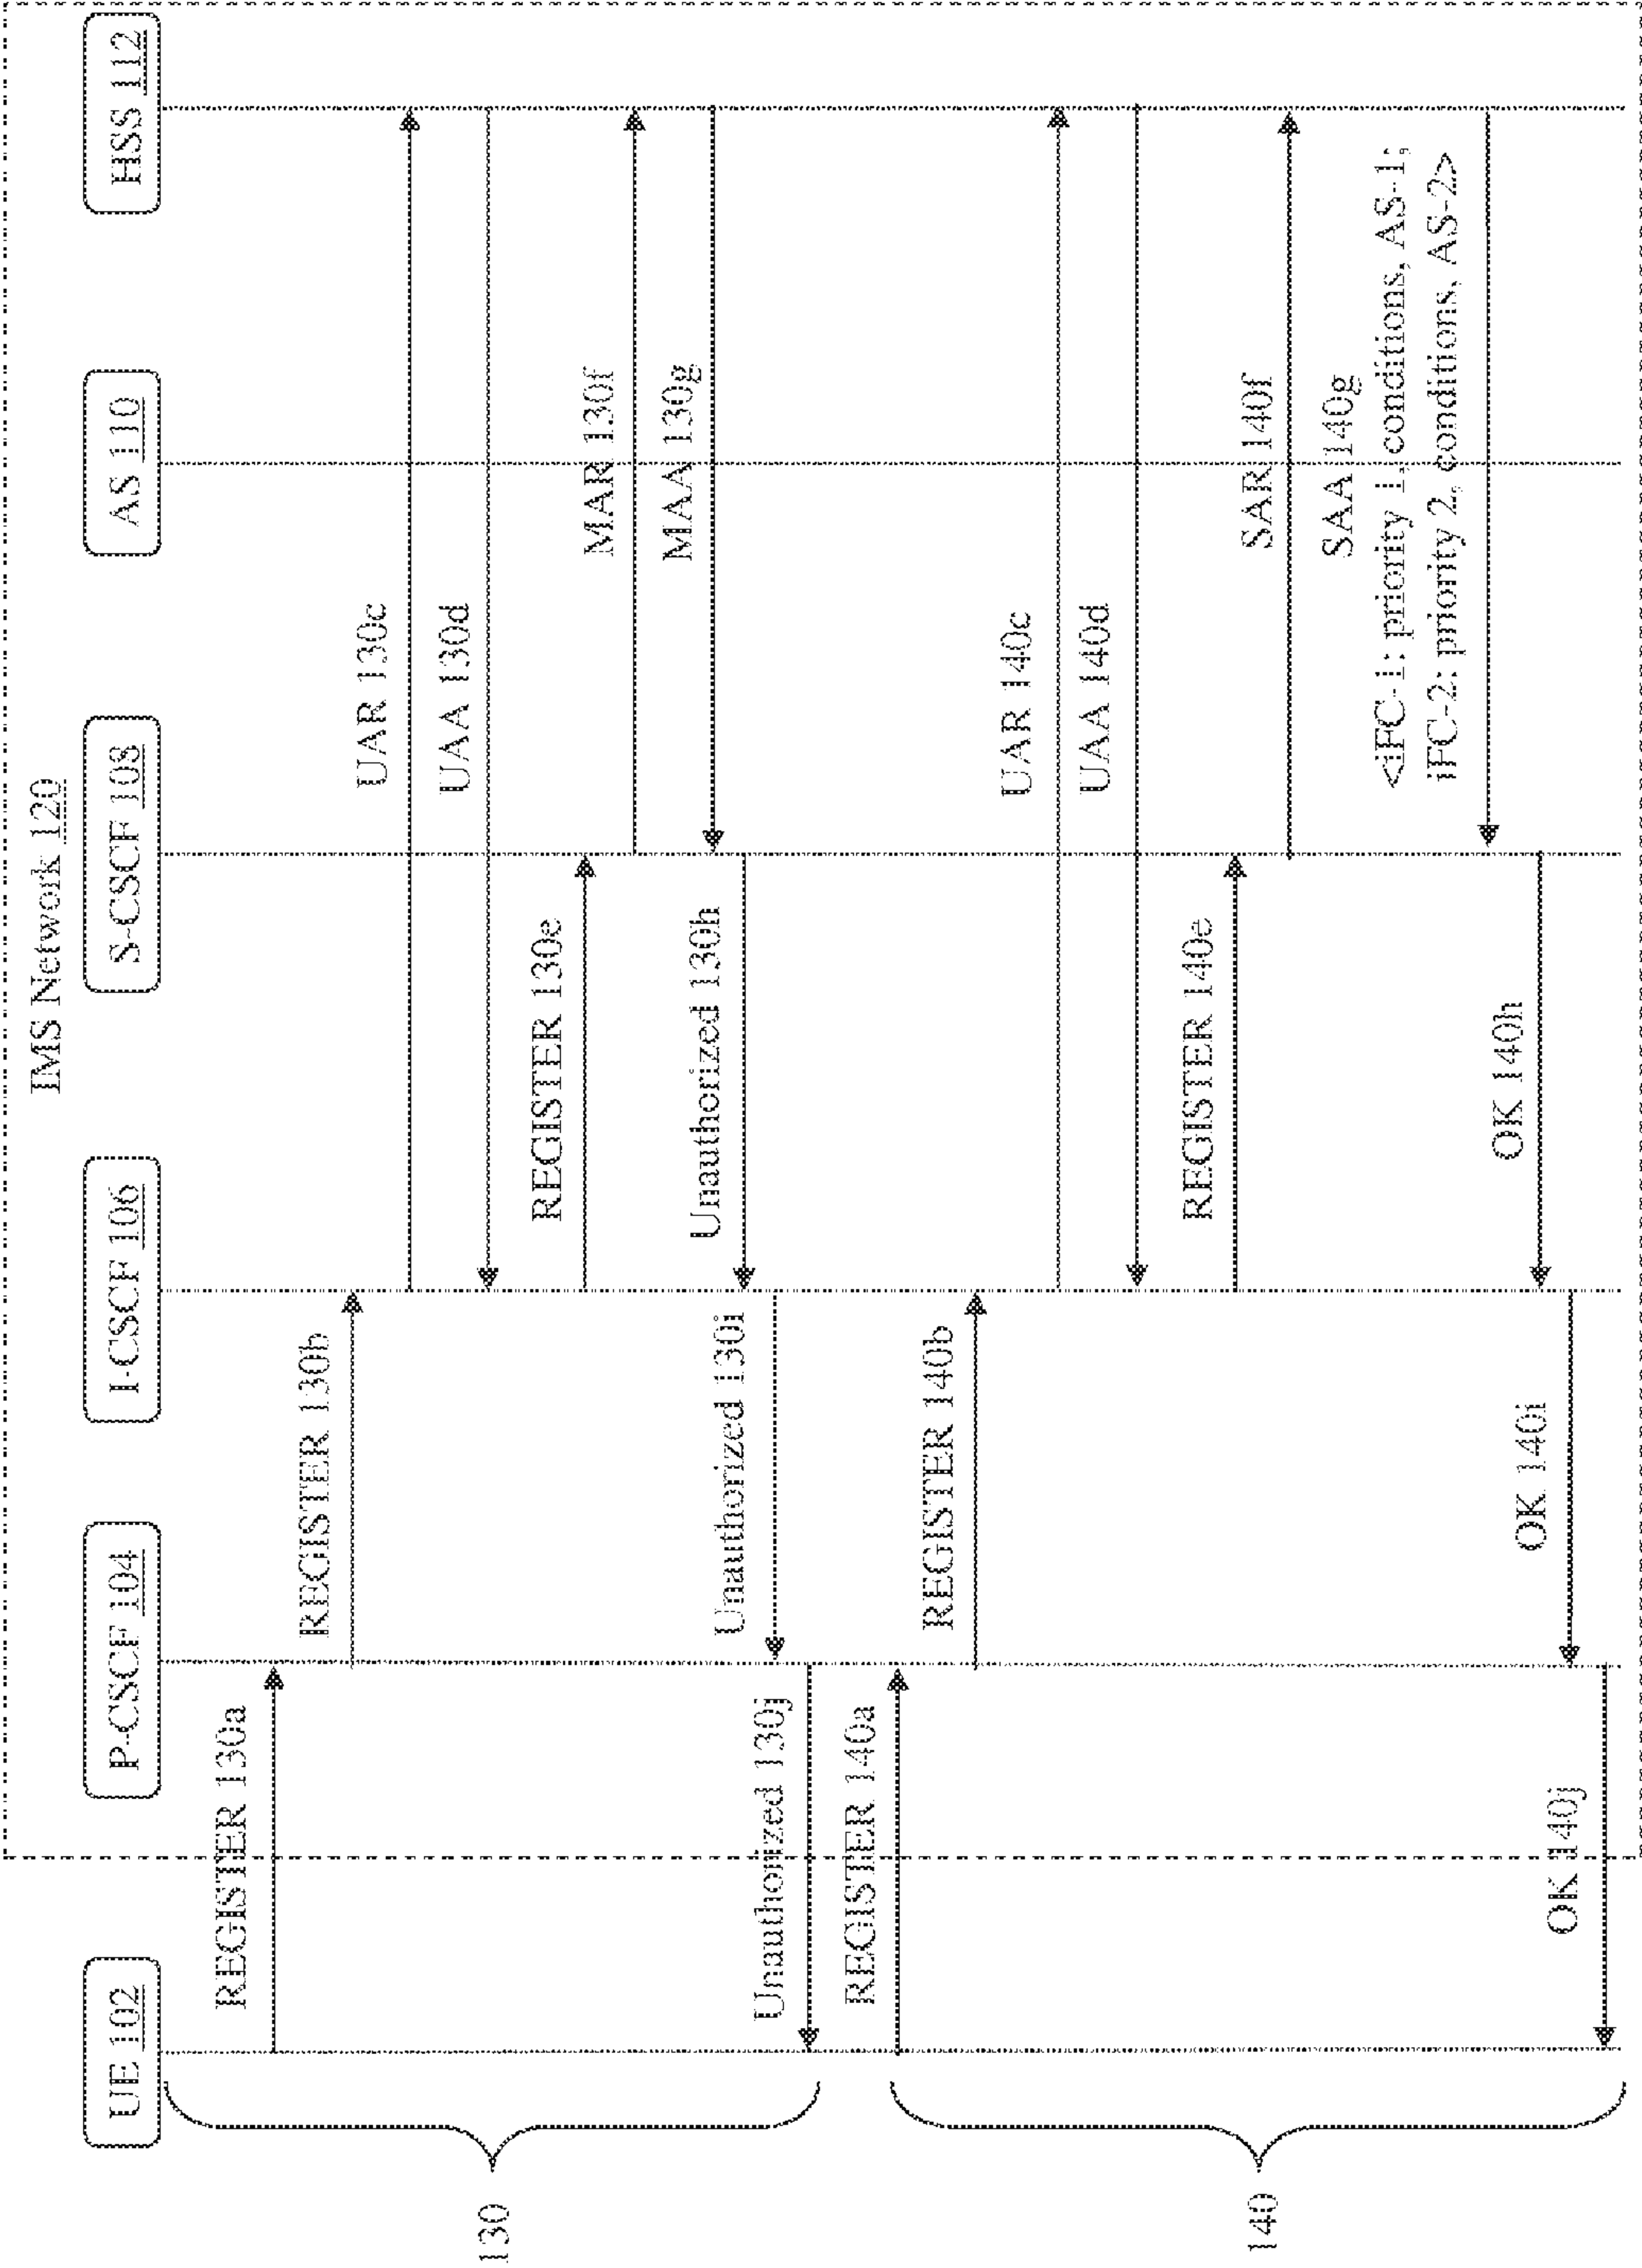 IMS Network 120
UE 102
P-CSCF 104
I-CSCF 106
S-CSCF 108
AS 110
HSS 112
130
REGISTER 130a
REGISTER 130b
UAR 130c
UAA 130d
REGISTER 130e
MAR 130f
MAA 130g
Unauthorized 130h
Unauthorized 130i
Unauthorized 130j
140
REGISTER 140a
REGISTER 140b
UAR 140c
UAA 140d
REGISTER 140e
SAR 140f
SAA 140g
<iFC-1: priority 1, conditions, AS-1;
iFC-2: priority 2, conditions, AS-2>
OK 140h
OK 140i
OK 140j